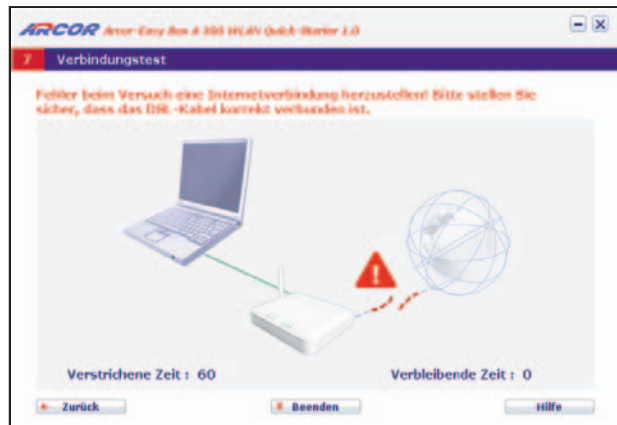 ARCOR Arcor-Easy Box A 300 WLAN Quick-Starter 1.0
7 Verbindungstest
Fehler beim Versuch eine Internetverbindung herzustellen! Bitte stellen Sie
sicher, dass das DSL-Kabel korrekt verbunden ist.
Verstrichene Zeit : 60 Verbleibende Zeit : 0
Zurück Beenden Hilfe